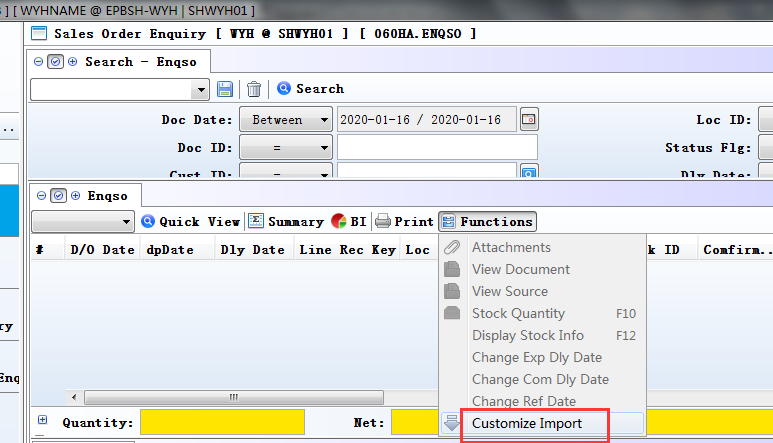 ] [ WYHNAME @ EPBSH-WYH | SHWYH01 ]
Sales Order Enquiry [ WYH @ SHWYH01 ] [ 060HA.ENQSO ]
Search - Enqso
Search
Doc Date: Between 2020-01-16 / 2020-01-16 Loc ID:
Doc ID: = Status Flg:
Cust ID: = Dly Date:
Enqso
Quick View Summary BI Print Functions
# D/O Date dpDate Dly Date Line Rec Key Loc k ID Comfirm..
Attachments
View Document
View Source
Stock Quantity F10
Display Stock Info F12
Change Exp Dly Date
Change Com Dly Date
Change Ref Date
Customize Import
Quantity: Net:
..
ry
Enq